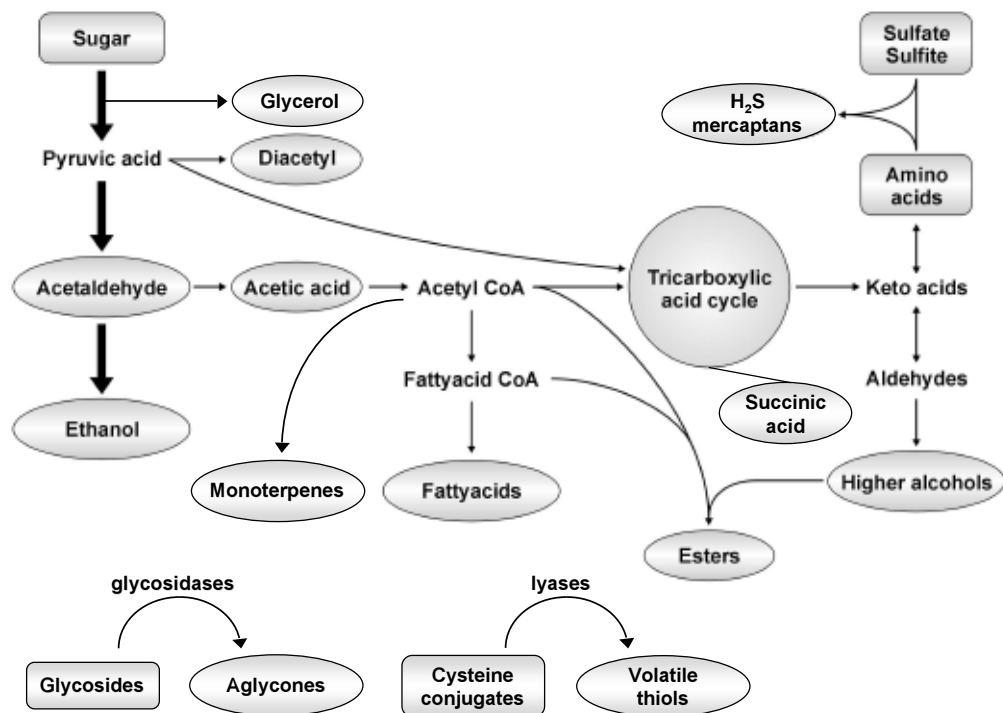 Sugar
Sulfate
Sulfite
Glycerol
H₂S
mercaptans
Pyruvic acid
Diacetyl
Amino
acids
Acetaldehyde
Acetic acid
Acetyl CoA
Tricarboxylic
acid cycle
Keto acids
Fattyacid CoA
Aldehydes
Succinic
acid
Ethanol
Monoterpenes
Fattyacids
Higher alcohols
Esters
glycosidases
lyases
Glycosides
Aglycones
Cysteine
conjugates
Volatile
thiols